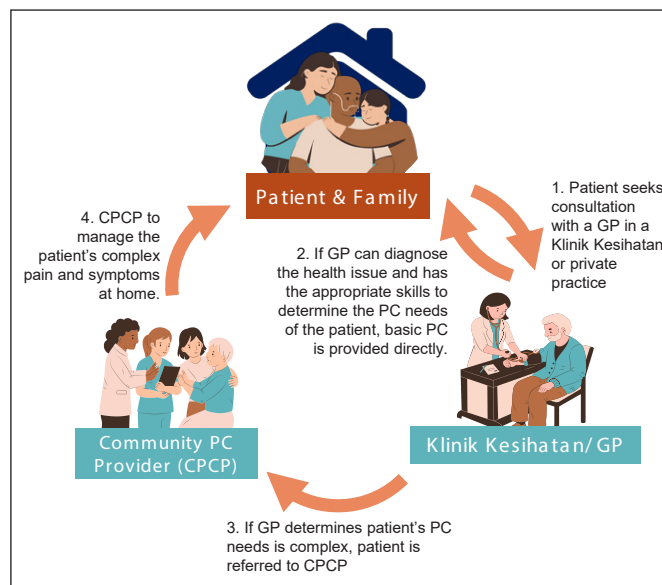 Patient & Family
1. Patient seeks
consultation
with a GP in a
Klinik Kesihatan
or private
practice
2. If GP can diagnose
the health issue and has
the appropriate skills to
determine the PC needs
of the patient, basic PC
is provided directly.
4. CPCP to
manage the
patient's complex
pain and symptoms
at home.
Community PC
Provider (CPCP)
Klinik Kesihatan/ GP
3. If GP determines patient's PC
needs is complex, patient is
referred to CPCP